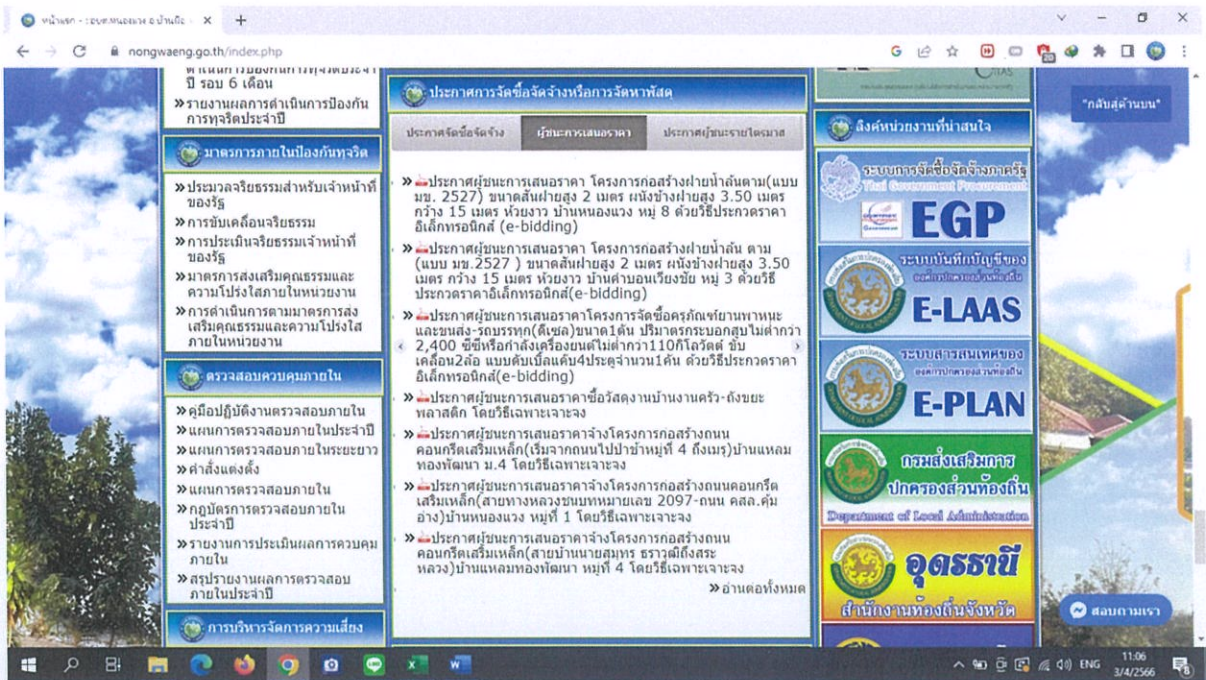 หน้าแรก - : อบต.หนองแวง อ.บ้านผือ
nongwaeng.go.th/index.php
ดำเนินการป้องกันการทุจริตประจำ
ปี รอบ 6 เดือน
»รายงานผลการดำเนินการป้องกัน
การทุจริตประจำปี
มาตรการภายในป้องกันทุจริต
»ประมวลจริยธรรมสำหรับเจ้าหน้าที่
ของรัฐ
»การขับเคลื่อนจริยธรรม
»การประเมินจริยธรรมเจ้าหน้าที่
ของรัฐ
»มาตรการส่งเสริมคุณธรรมและ
ความโปร่งใสภายในหน่วยงาน
»การดำเนินการตามมาตรการส่ง
เสริมคุณธรรมและความโปร่งใส
ภายในหน่วยงาน
ตรวจสอบควบคุมภายใน
»คู่มือปฏิบัติงานตรวจสอบภายใน
»แผนการตรวจสอบภายในประจำปี
»แผนการตรวจสอบภายในระยะยาว
»คำสั่งแต่งตั้ง
»แผนการตรวจสอบภายใน
»กฎบัตรการตรวจสอบภายใน
ประจำปี
»รายงานการประเมินผลการควบคุม
ภายใน
»สรุปรายงานผลการตรวจสอบ
ภายในประจำปี
การบริหารจัดการความเสี่ยง
ประกาศการจัดซื้อจัดจ้างหรือการจัดหา
พัสดุ
ประกาศจัดซื้อจัดจ้าง ผู้ชนะการเสนอราคา ประกาศผู้ชนะรายไตรมาส
»ประกาศผู้ชนะการเสนอราคา โครงการก่อสร้างฝายน้ำล้นตาม(แบบ
มข. 2527) ขนาดสันฝายสูง 2 เมตร ผนังข้างฝายสูง 3.50 เมตร
กว้าง 15 เมตร ห้วยงาว บ้านหนองแวง หมู่ 8 ด้วยวิธีประกวดราคา
อิเล็กทรอนิกส์ (e-bidding)
»ประกาศผู้ชนะการเสนอราคา โครงการก่อสร้างฝายน้ำล้น ตาม
(แบบ มข.2527 ) ขนาดสันฝายสูง 2 เมตร ผนังข้างฝายสูง 3.50
เมตร กว้าง 15 เมตร ห้วยงาว บ้านคำบอนเวียงชัย หมู่ 3 ด้วยวิธี
ประกวดราคาอิเล็กทรอนิกส์(e-bidding)
»ประกาศผู้ชนะการเสนอราคาโครงการจัดซื้อครุภัณฑ์ยานพาหนะ
และขนส่ง-รถบรรทุก(ดีเซล)ขนาด1ตัน ปริมาตรกระบอกสูบไม่ต่ำกว่า
2,400 ซีซีหรือกำลังเครื่องยนต์ไม่ต่ำกว่า110กิโลวัตต์ ขับ
เคลื่อน2ล้อ แบบดับเบิ้ลแค็บ4ประตูจำนวน1คัน ด้วยวิธีประกวดราคา
อิเล็กทรอนิกส์(e-bidding)
»ประกาศผู้ชนะการเสนอราคาซื้อวัสดุงานบ้านงานครัว-ถังขยะ
พลาสติก โดยวิธีเฉพาะเจาะจง
»ประกาศผู้ชนะการเสนอราคาจ้างโครงการก่อสร้างถนน
คอนกรีตเสริมเหล็ก(เริ่มจากถนนไปป่าช้าหมู่ที่ 4 ถึงเมรุ)บ้านแหลม
ทองพัฒนา ม.4 โดยวิธีเฉพาะเจาะจง
»ประกาศผู้ชนะการเสนอราคาจ้างโครงการก่อสร้างถนนคอนกรีต
เสริมเหล็ก(สายทางหลวงชนบทหมายเลข 2097-ถนน คสล.คุ้ม
อ่าง)บ้านหนองแวง หมู่ที่ 1 โดยวิธีเฉพาะเจาะจง
»ประกาศผู้ชนะการเสนอราคาจ้างโครงการก่อสร้างถนน
คอนกรีตเสริมเหล็ก(สายบ้านนายสมุทร ธราวุฒิถึงสระ
หลวง)บ้านแหลมทองพัฒนา หมู่ที่ 4 โดยวิธีเฉพาะเจาะจง
»อ่านต่อทั้งหมด
ลิงค์หน่วยงานที่น่าสนใจ
ระบบการจัดซื้อจัดจ้างภาครัฐ
Thai Government Procurement
EGP
ระบบบันทึกบัญชีของ
องค์กรปกครองส่วนท้องถิ่น
E-LAAS
ระบบสารสนเทศของ
องค์กรปกครองส่วนท้องถิ่น
E-PLAN
กรมส่งเสริมการ
ปกครองส่วนท้องถิ่น
Department of Local Administration
อุดรธานี
สำนักงานท้องถิ่นจังหวัด
"กลับสู่ด้านบน"
สอบถามเรา
ENG
11:06
3/4/2566